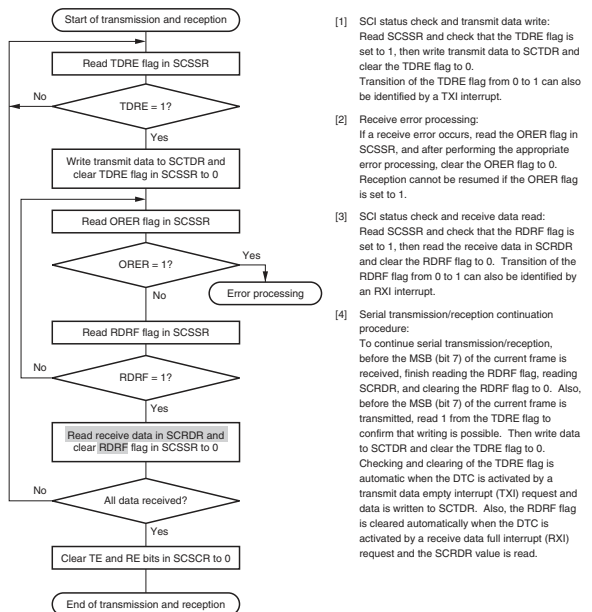 Start of transmission and reception
Read TDRE flag in SCSSR
No
TDRE = 1?
Yes
Write transmit data to SCTDR and
clear TDRE flag in SCSSR to 0
Read ORER flag in SCSSR
Yes
ORER = 1?
No
Error processing
Read RDRF flag in SCSSR
No
RDRF = 1?
Yes
Read receive data in SCRDR and
clear RDRF flag in SCSSR to 0
No
All data received?
Yes
Clear TE and RE bits in SCSCR to 0
End of transmission and reception
[1] SCI status check and transmit data write:
Read SCSSR and check that the TDRE flag is
set to 1, then write transmit data to SCTDR and
clear the TDRE flag to 0.
Transition of the TDRE flag from 0 to 1 can also
be identified by a TXI interrupt.
[2] Receive error processing:
If a receive error occurs, read the ORER flag in
SCSSR, and after performing the appropriate
error processing, clear the ORER flag to 0.
Reception cannot be resumed if the ORER flag
is set to 1.
[3] SCI status check and receive data read:
Read SCSSR and check that the RDRF flag is
set to 1, then read the receive data in SCRDR
and clear the RDRF flag to 0. Transition of the
RDRF flag from 0 to 1 can also be identified by
an RXI interrupt.
[4] Serial transmission/reception continuation
procedure:
To continue serial transmission/reception,
before the MSB (bit 7) of the current frame is
received, finish reading the RDRF flag, reading
SCRDR, and clearing the RDRF flag to 0. Also,
before the MSB (bit 7) of the current frame is
transmitted, read 1 from the TDRE flag to
confirm that writing is possible. Then write data
to SCTDR and clear the TDRE flag to 0.
Checking and clearing of the TDRE flag is
automatic when the DTC is activated by a
transmit data empty interrupt (TXI) request and
data is written to SCTDR. Also, the RDRF flag
is cleared automatically when the DTC is
activated by a receive data full interrupt (RXI)
request and the SCRDR value is read.